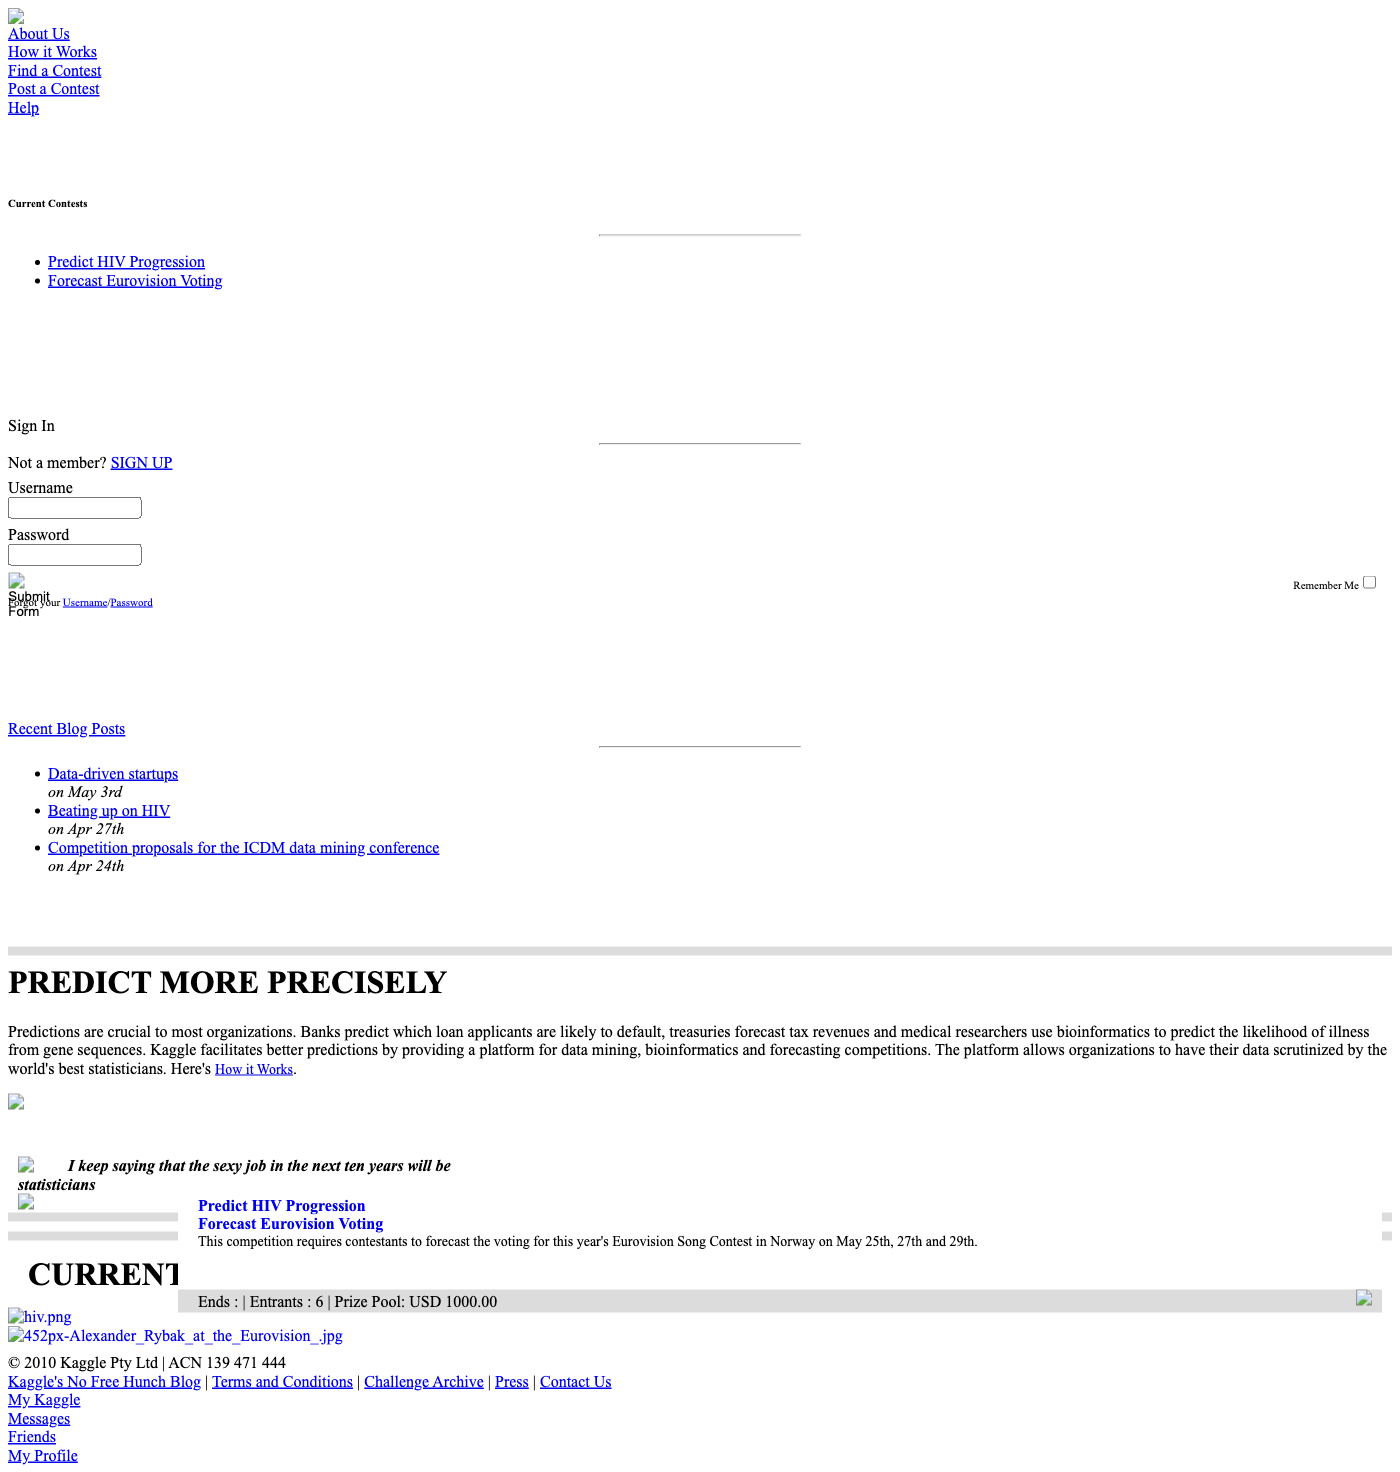 About Us
How it Works
Find a Contest
Post a Contest
Help
Current Contests
Predict HIV Progression
Forecast Eurovision Voting
Sign In
Not a member? SIGN UP
Username
Password
Submit Form
Remember Me
Forgot your Username/Password
Recent Blog Posts
Data-driven startups
on May 3rd
Beating up on HIV
on Apr 27th
Competition proposals for the ICDM data mining conference
on Apr 24th
PREDICT MORE PRECISELY
Predictions are crucial to most organizations. Banks predict which loan applicants are likely to default, treasuries forecast tax revenues and medical researchers use bioinformatics to predict the likelihood of illness
from gene sequences. Kaggle facilitates better predictions by providing a platform for data mining, bioinformatics and forecasting competitions. The platform allows organizations to have their data scrutinized by the
world's best statisticians. Here's How it Works.
I keep saying that the sexy job in the next ten years will be
statisticians
Predict HIV Progression
Forecast Eurovision Voting
This competition requires contestants to forecast the voting for this year's Eurovision Song Contest in Norway on May 25th, 27th and 29th.
CURRENT
Ends : | Entrants : 6 | Prize Pool: USD 1000.00
hiv.png
452px-Alexander_Rybak_at_the_Eurovision_.jpg
© 2010 Kaggle Pty Ltd | ACN 139 471 444
Kaggle's No Free Hunch Blog | Terms and Conditions | Challenge Archive | Press | Contact Us
My Kaggle
Messages
Friends
My Profile